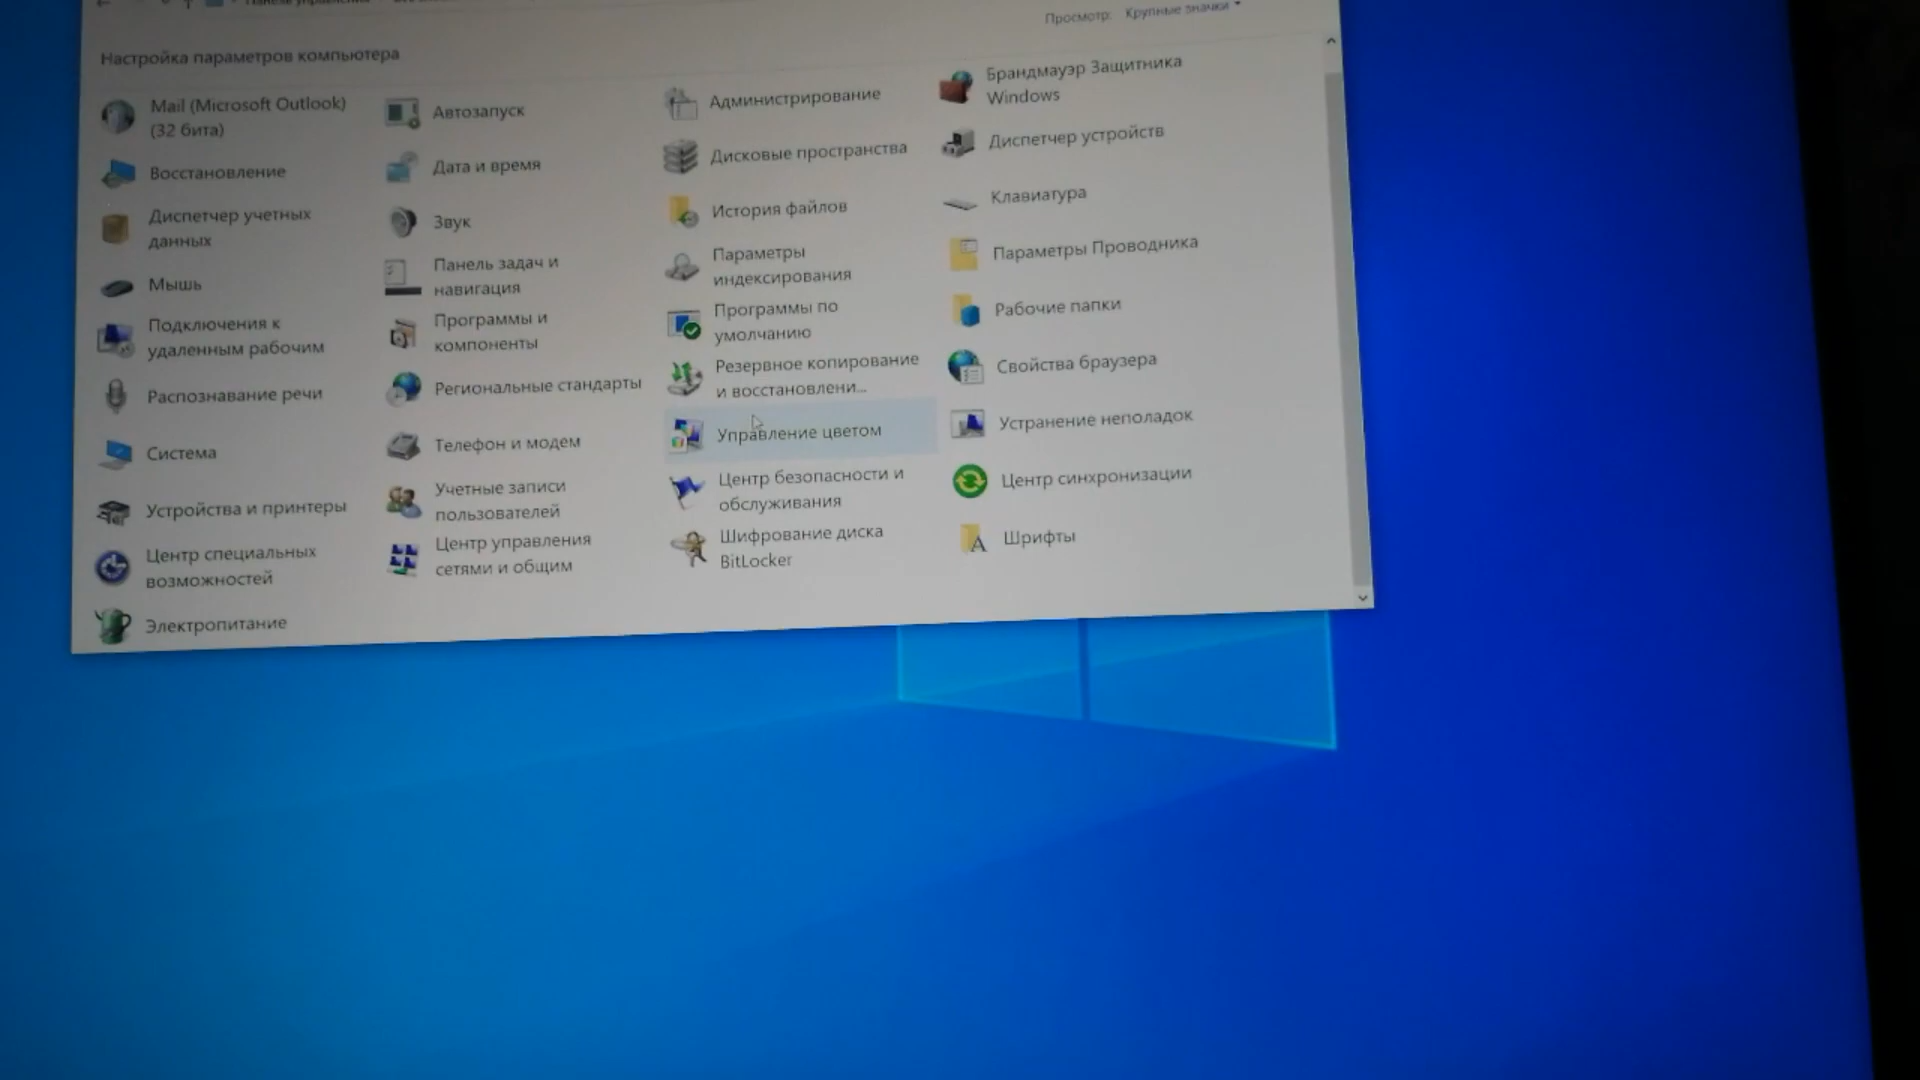 Панель управления
Просмотр: Крупные значки
Настройка параметров компьютера
Mail (Microsoft Outlook)
(32 бита)
Автозапуск
Администрирование
Брандмауэр Защитника
Windows
Восстановление
Дата и время
Дисковые пространства
Диспетчер устройств
Диспетчер учетных
данных
Звук
История файлов
Клавиатура
Мышь
Панель задач и
навигация
Параметры
индексирования
Параметры Проводника
Подключения к
удаленным рабочим
Программы и
компоненты
Программы по
умолчанию
Рабочие папки
Распознавание речи
Региональные стандарты
Резервное копирование
и восстановлени...
Свойства браузера
Система
Телефон и модем
Управление цветом
Устранение неполадок
Устройства и принтеры
Учетные записи
пользователей
Центр безопасности и
обслуживания
Центр синхронизации
Центр специальных
возможностей
Центр управления
сетями и общим
Шифрование диска
BitLocker
Шрифты
Электропитание